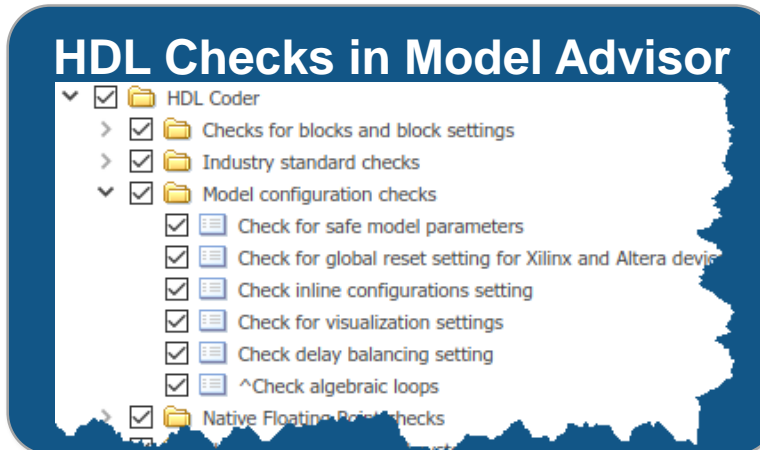 HDL Checks in Model Advisor
HDL Coder
Checks for blocks and block settings
Industry standard checks
Model configuration checks
Check for safe model parameters
Check for global reset setting for Xilinx and Altera
Check inline configurations setting
Check for visualization settings
Check delay balancing setting
^Check algebraic loops
Native Floating Point checks